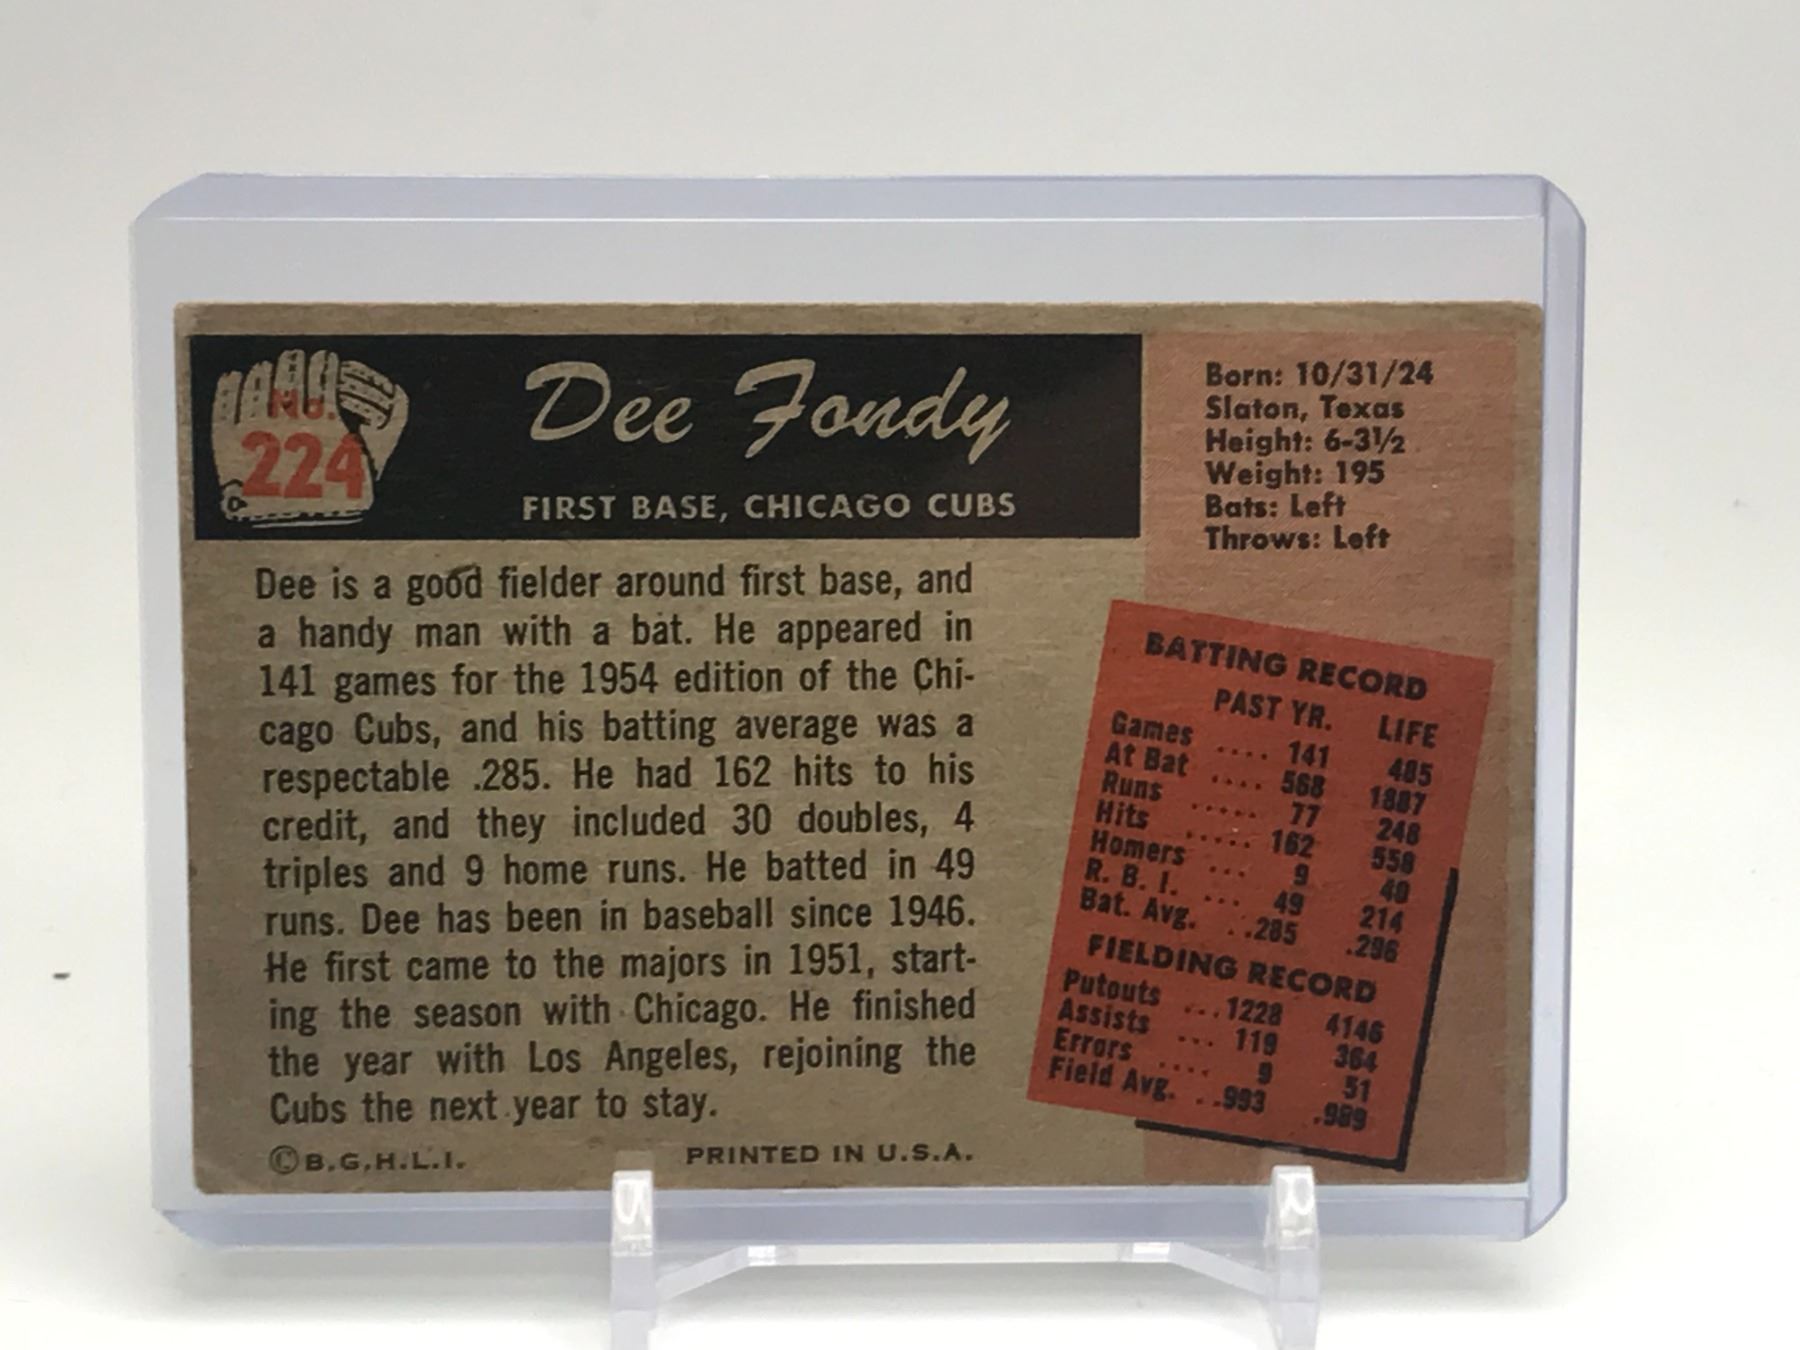 No.
224
Dee Fondy
FIRST BASE, CHICAGO CUBS
Born: 10/31/24
Slaton, Texas
Height: 6-3½
Weight: 195
Bats: Left
Throws: Left
Dee is a good fielder around first base, and
a handy man with a bat. He appeared in
141 games for the 1954 edition of the Chi-
cago Cubs, and his batting average was a
respectable .285. He had 162 hits to his
credit, and they included 30 doubles, 4
triples and 9 home runs. He batted in 49
runs. Dee has been in baseball since 1946.
He first came to the majors in 1951, start-
ing the season with Chicago. He finished
the year with Los Angeles, rejoining the
Cubs the next year to stay.
©B.G.H.L.I.
PRINTED IN U.S.A.
BATTING RECORD
PAST YR. LIFE
Games .... 141 485
At Bat .... 568 1887
Runs ..... 77 248
Hits ..... 162 558
Homers ... 9 40
R. B. I. ... 49 214
Bat. Avg. ..285 .296
FIELDING RECORD
Putouts ...1228 4146
Assists ... 119 364
Errors .... 9 51
Field Avg. ..993 .989